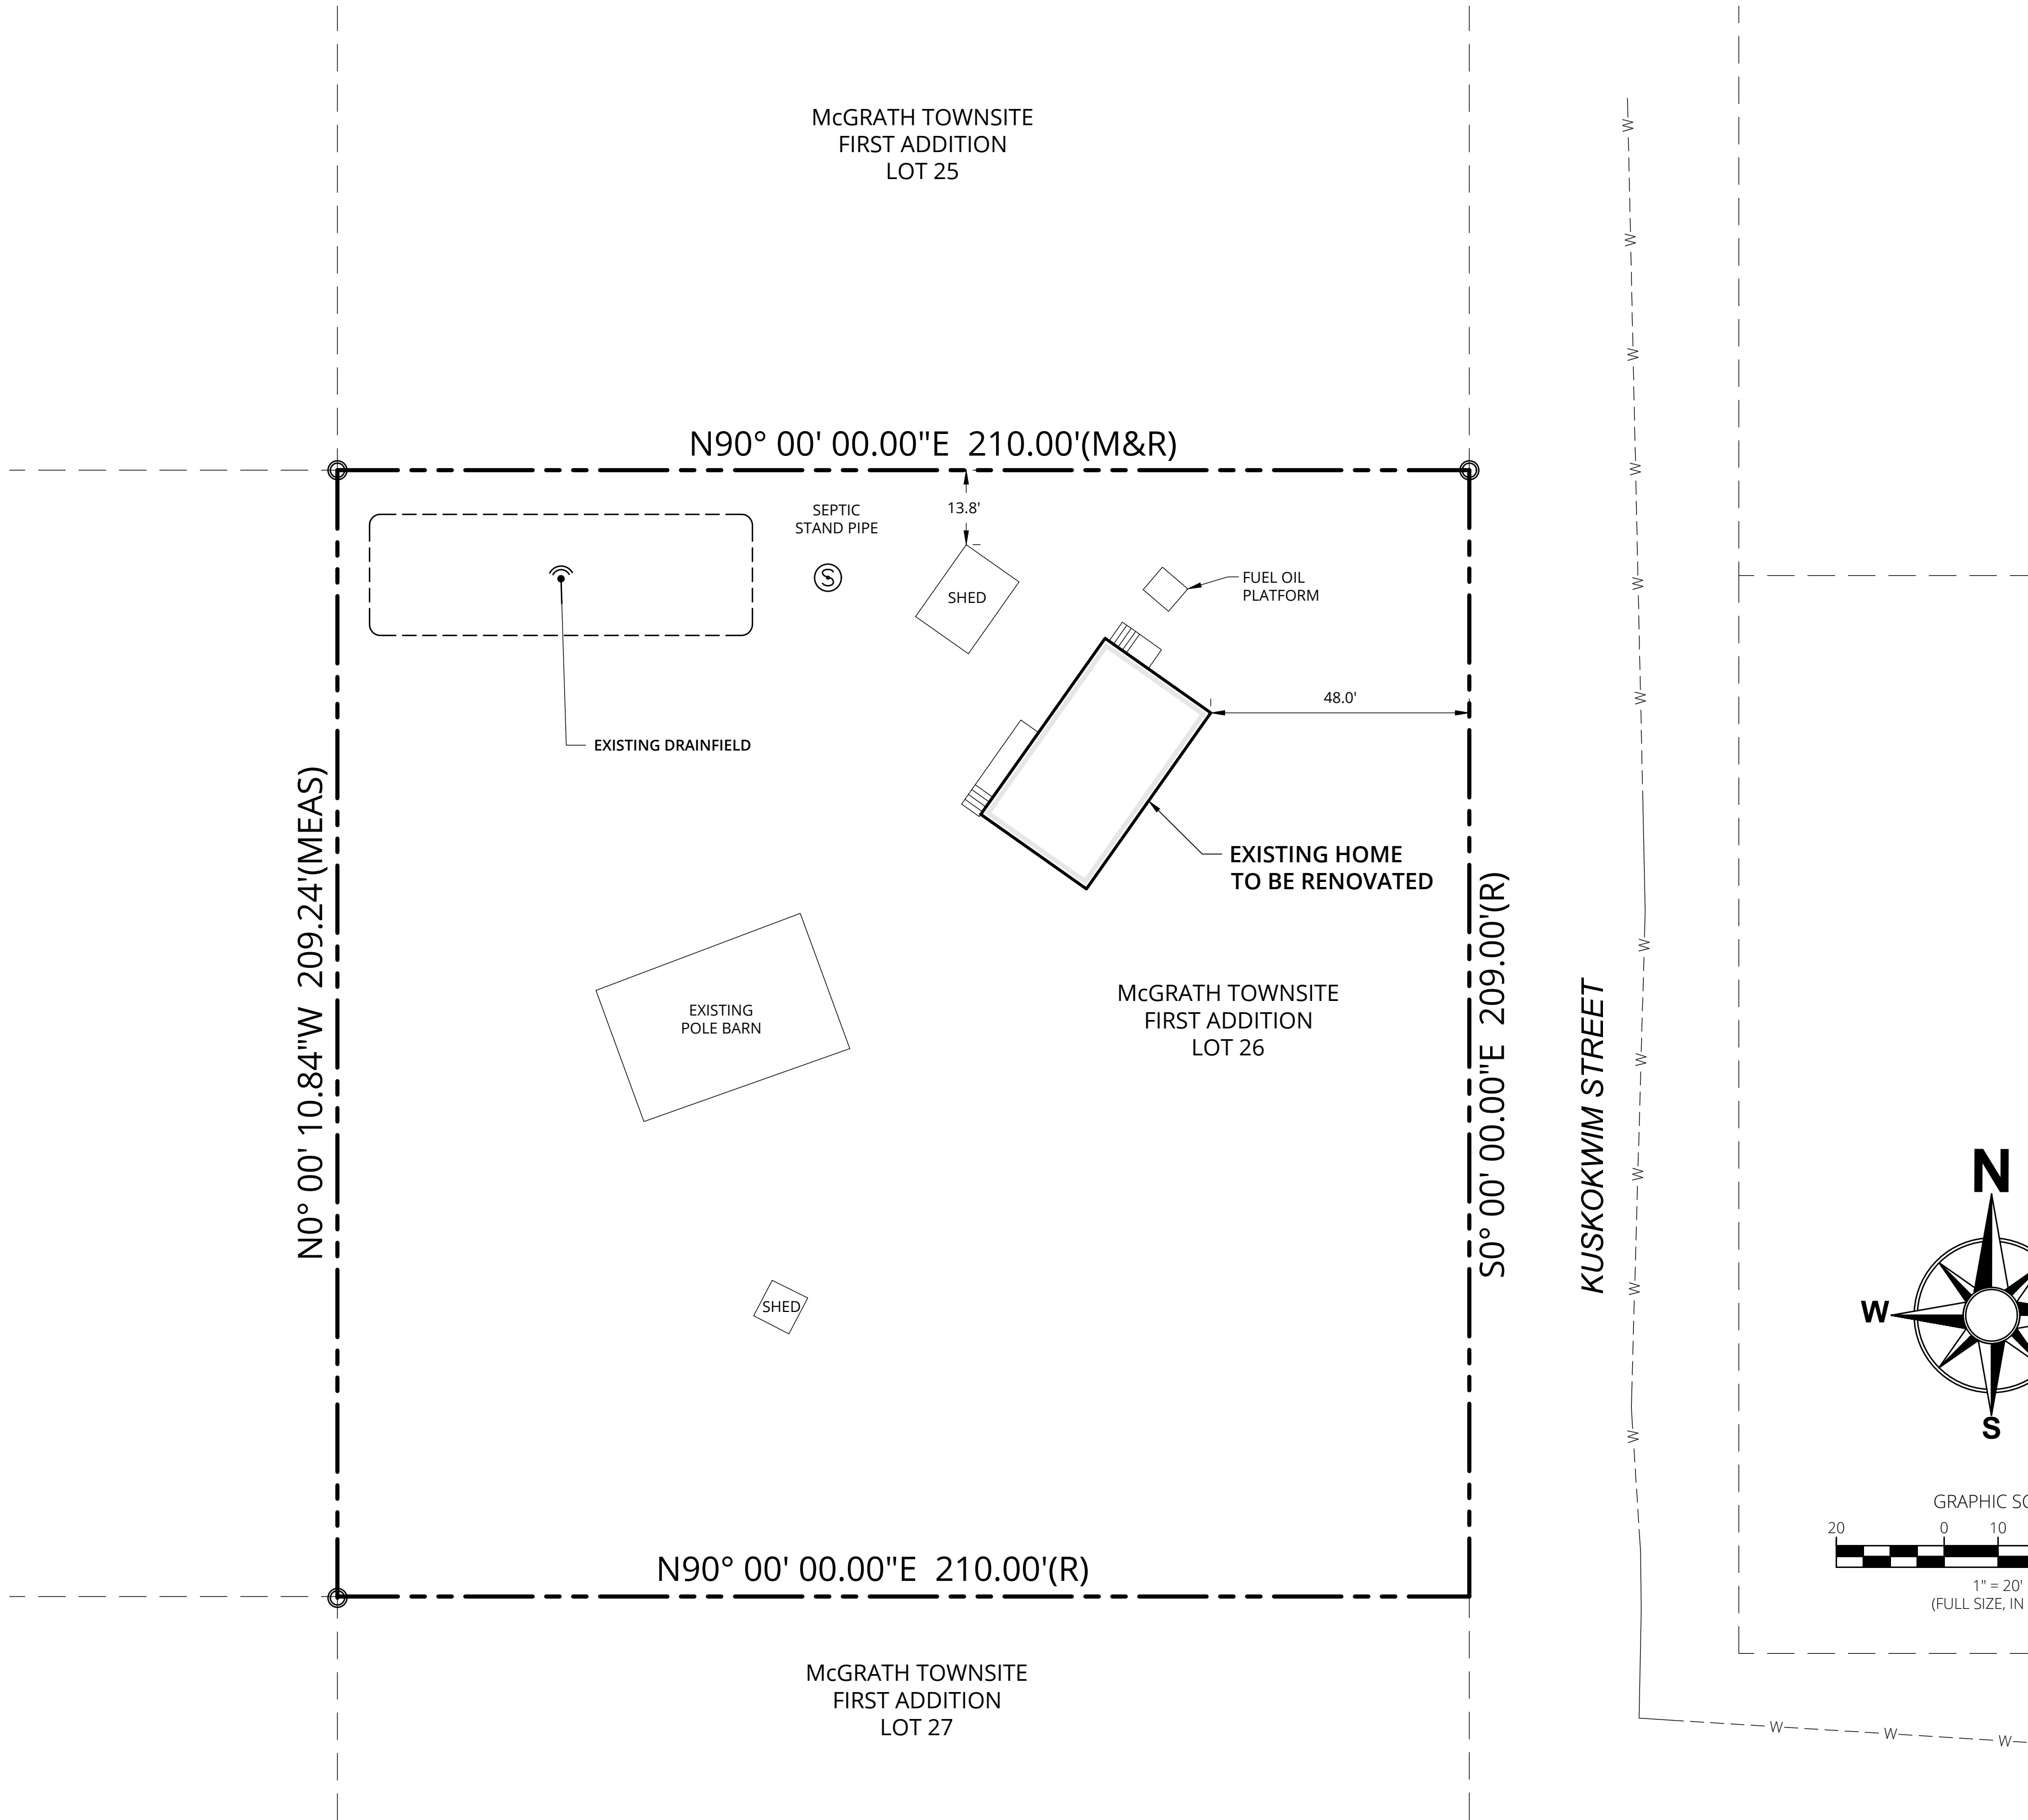 McGRATH TOWNSITE
FIRST ADDITION
LOT 25
N90° 00' 00.00"E 210.00'(M&R)
SEPTIC
STAND PIPE
S
13.8'
SHED
FUEL OIL
PLATFORM
48.0'
EXISTING DRAINFIELD
EXISTING HOME
TO BE RENOVATED
N0° 00' 10.84"W 209.24'(MEAS)
S0° 00' 00.00"E 209.00'(R)
EXISTING
POLE BARN
McGRATH TOWNSITE
FIRST ADDITION
LOT 26
KUSKOKWIM STREET
SHED
N90° 00' 00.00"E 210.00'(R)
McGRATH TOWNSITE
FIRST ADDITION
LOT 27
W
W
W
W
W
W
W
W
W
W
W
W
W
W
N
W
S
GRAPHIC SC
20 0 10
1" = 20'
(FULL SIZE, IN